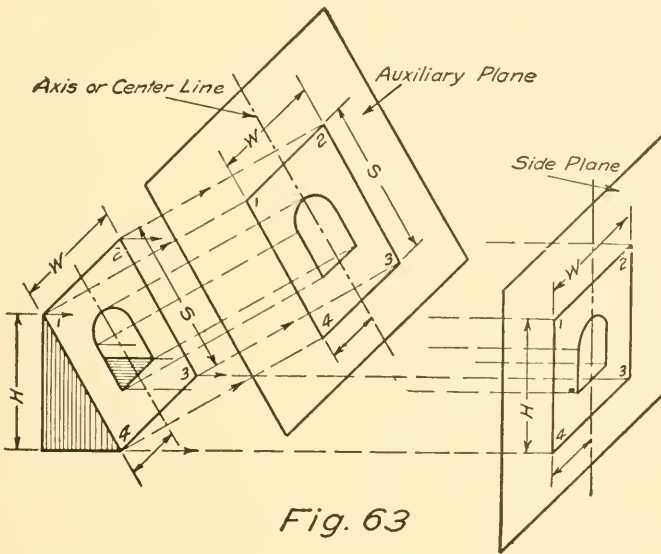 Axis or Center Line
Auxiliary Plane
Side Plane
W
2
S
1
3
4
W
2
S
1
3
4
H
W
2
1
H
3
4
Fig. 63